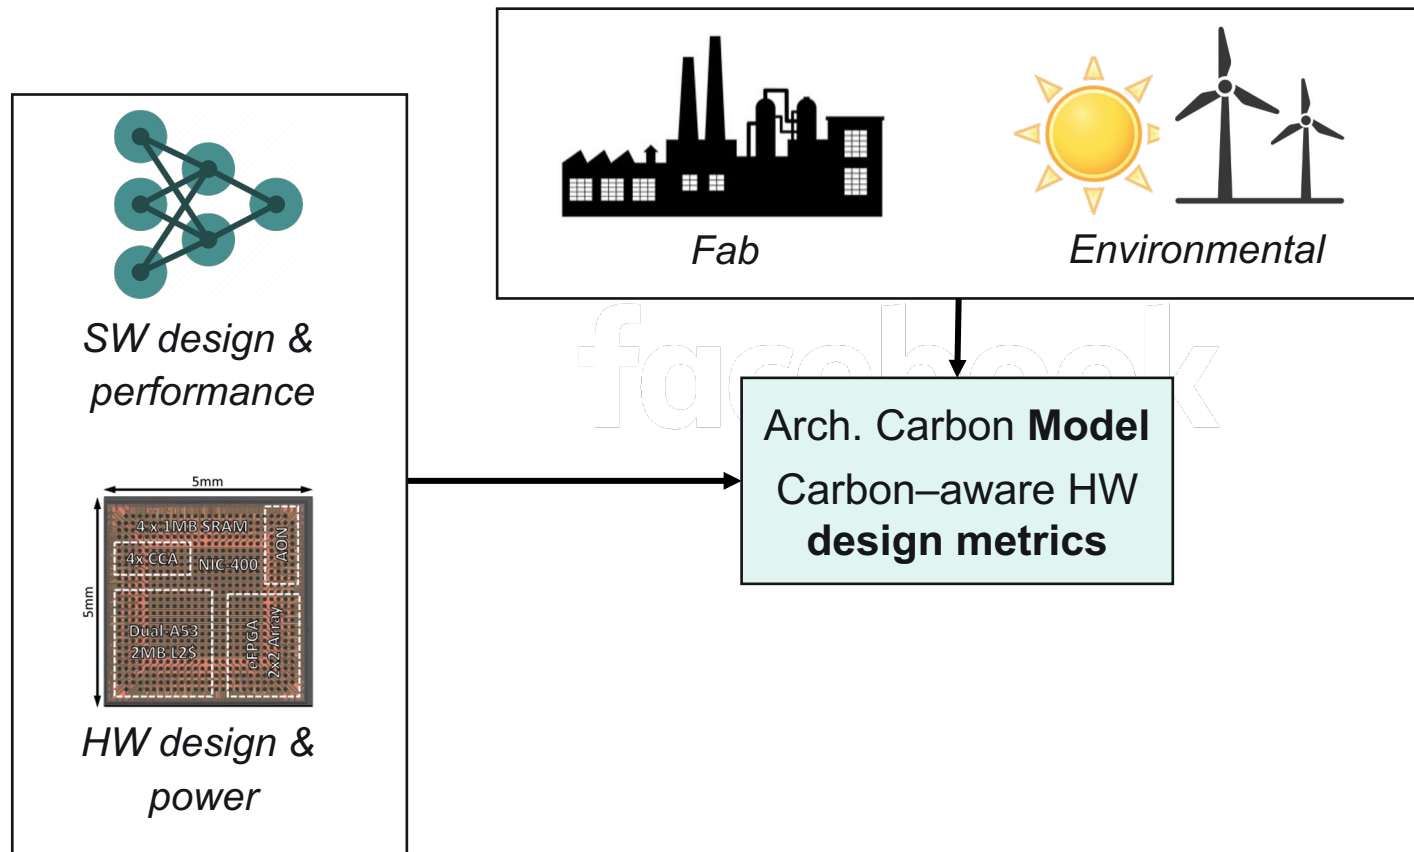 Fab
Environmental
SW design &
performance
facebook
Arch. Carbon Model
Carbon–aware HW
design metrics
5mm
5mm
4 x 1MB SRAM
AON
4x CCA
NIC-400
Dual-A53
2MB L2$
eFPGA
2x2 Array
HW design &
power